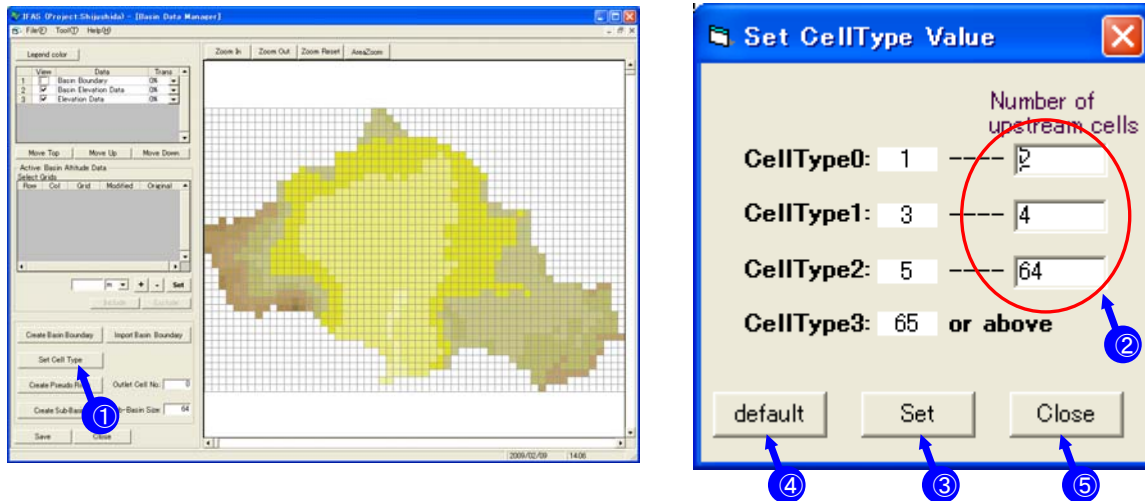 IFAS (Project:Shijushida) - [Basin Data Manager]
File(F) Tool(T) Help(H)
Legend color
Zoom In Zoom Out Zoom Reset AreaZoom
View Data Trans
1 Basin Boundary 0%
2 Basin Elevation Data 0%
3 Elevation Data 0%
Move Top Move Up Move Down
Active: Basin Altitude Data
Select Grids
Row Col Grid Modified Original
m + - Set
Include Exclude
Create Basin Boundary Import Basin Boundary
Set Cell Type
①
Create Pseudo Outlet Cell No: 0
Create Sub-Bas -Basin Size 64
Save Close
2009/02/09 14:06
Set CellType Value
Number of
upstream cells
CellType0: 1 ---- 2
CellType1: 3 ---- 4
CellType2: 5 ---- 64
CellType3: 65 or above
②
default Set Close
④ ③ ⑤